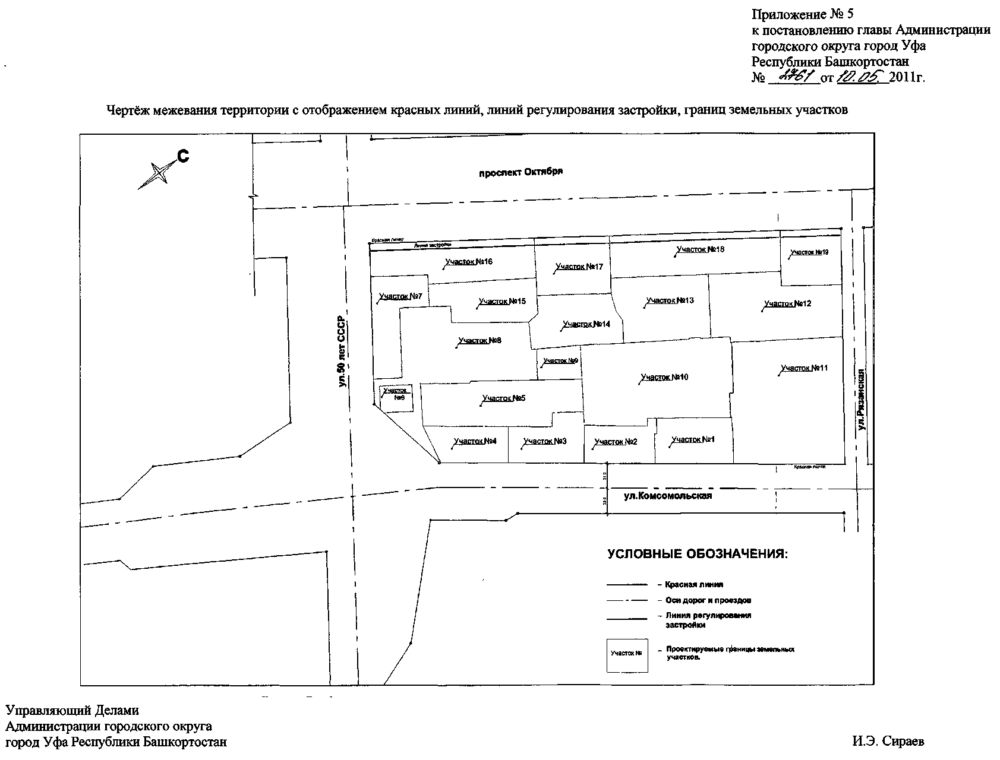 Приложение № 5
к постановлению главы Администрации
городского округа город Уфа
Республики Башкортостан
№ 2761 от 10.05. 2011г.
Чертёж межевания территории с отображением красных линий, линий регулирования застройки, границ земельных участков
С
проспект Октября
Красная линия
Линия застройки
Участок №16
Участок №17
Участок №18
Участок №19
Участок №7
Участок №15
Участок №13
Участок №12
Участок №14
Участок №8
Участок №9
Участок №10
Участок №11
ул.50 лет СССР
Участок
№6
Участок №5
ул.Рязанская
Участок №4
Участок №3
Участок №2
Участок №1
Красная линия
ул.Комсомольская
УСЛОВНЫЕ ОБОЗНАЧЕНИЯ:
– Красная линия
– Оси дорог и проездов
– Линия регулирования
застройки
Участок №
– Проектируемые границы земельных
участков.
Управляющий Делами
Администрации городского округа
город Уфа Республики Башкортостан
И.Э. Сираев